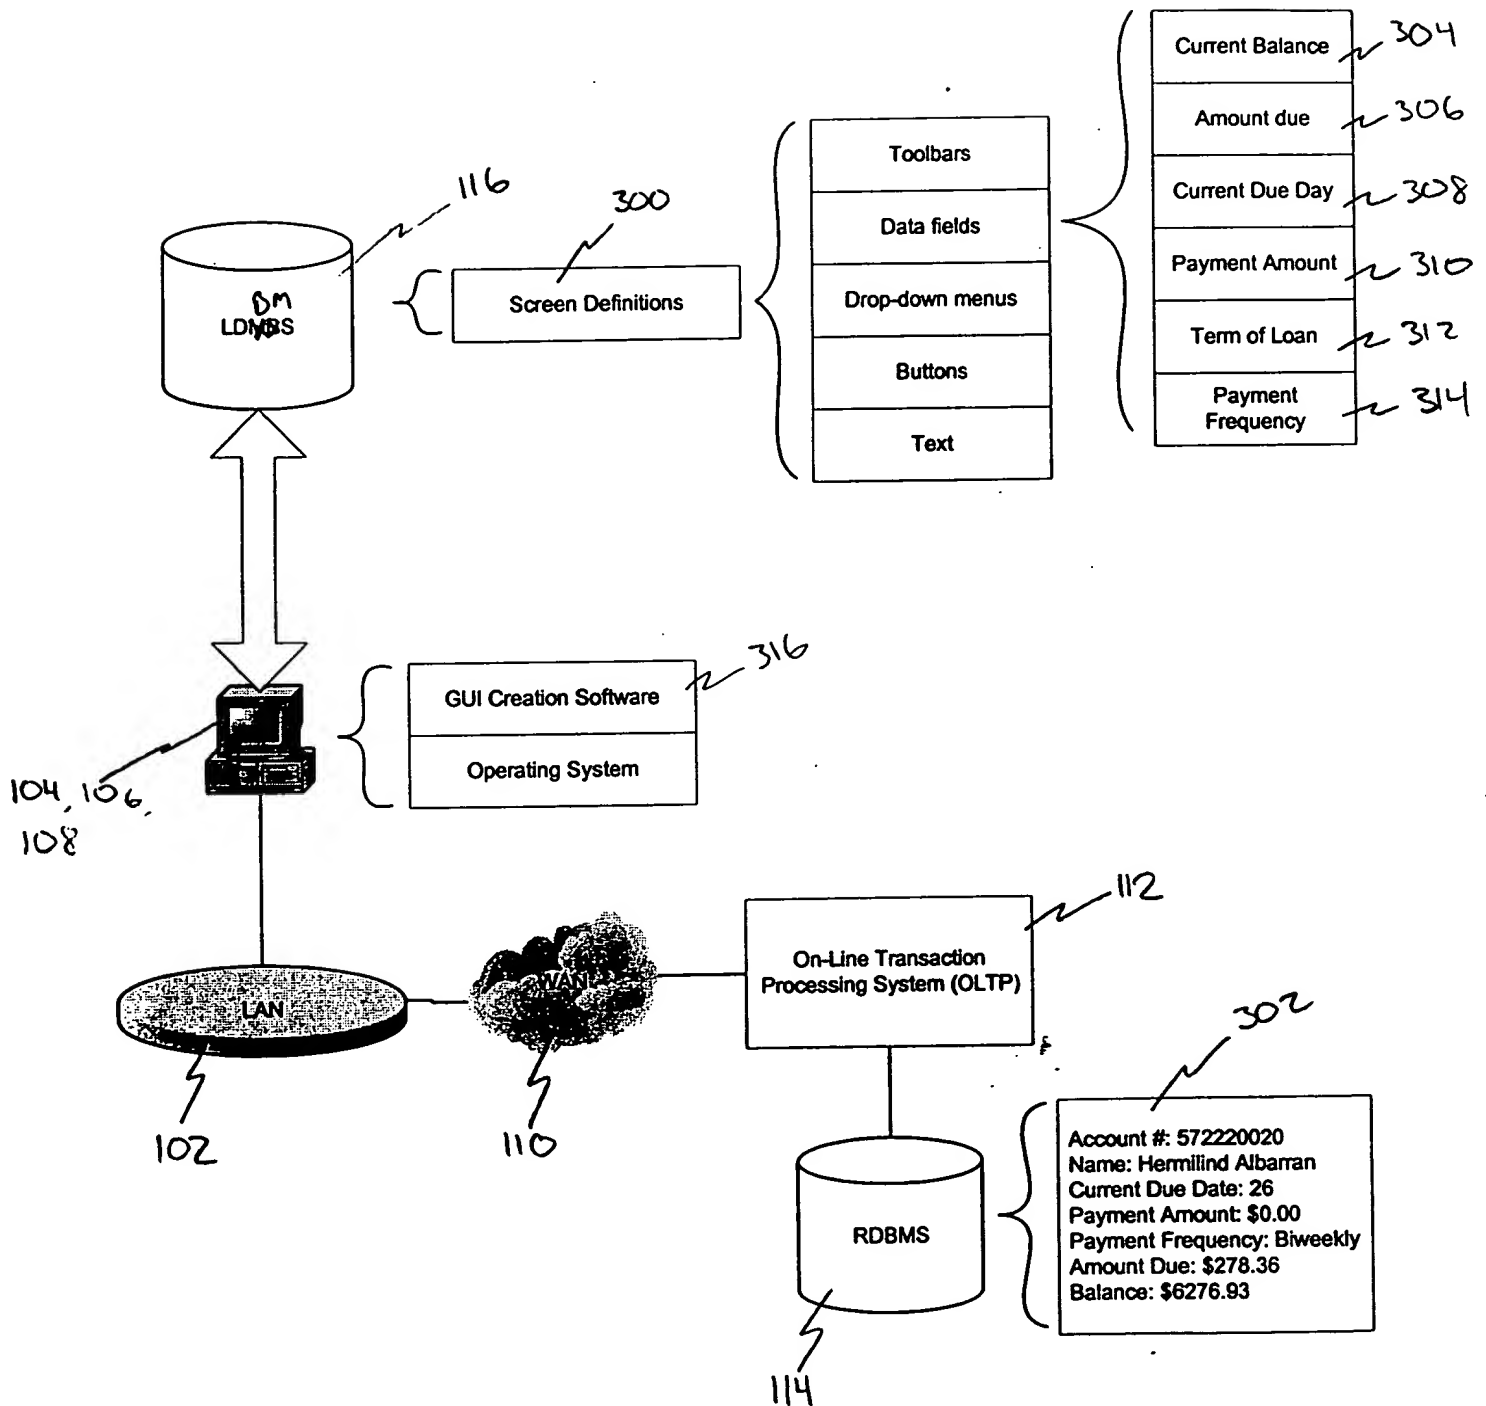 Current Balance
304
Amount due
306
Current Due Day
308
Payment Amount
310
Term of Loan
312
Payment
Frequency
314
Toolbars
Data fields
Drop-down menus
Buttons
Text
116
300
BM
Screen Definitions
316
GUI Creation Software
Operating System
104, 106,
108
112
On-Line Transaction
Processing System (OLTP)
WAN
LAN
302
102
110
Account #: 572220020
Name: Hermilind Albarran
Current Due Date: 26
Payment Amount: $0.00
Payment Frequency: Biweekly
Amount Due: $278.36
Balance: $6276.93
RDBMS
114